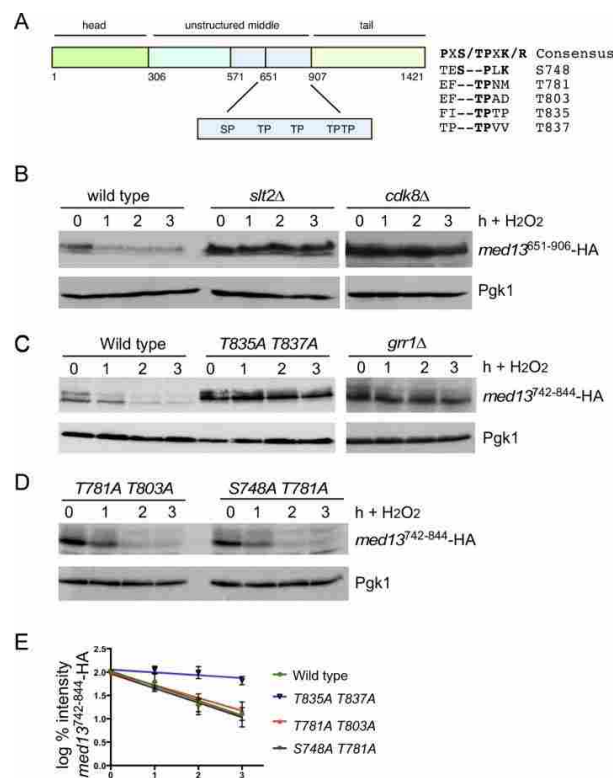 A
head unstructured middle tail
1 306 571 651 907 1421
SP TP TP TPTP
PXS/TPXK/R Consensus
TES--PLK S748
EF--TPNM T781
EF--TPAD T803
FI--TPTP T835
TP--TPVV T837
B
wild type slt2Δ cdk8Δ
0 1 2 3 0 1 2 3 0 1 2 3 h + H2O2
med13651-906-HA
Pgk1
C
Wild type T835A T837A grr1Δ
0 1 2 3 0 1 2 3 0 1 2 3 h + H2O2
med13742-844-HA
Pgk1
D
T781A T803A S748A T781A
0 1 2 3 0 1 2 3 h + H2O2
med13742-844-HA
Pgk1
E
log % intensity
med13742-844-HA
2.5
2.0
1.5
1.0
0.5
0 1 2 3
Wild type
T835A T837A
T781A T803A
S748A T781A